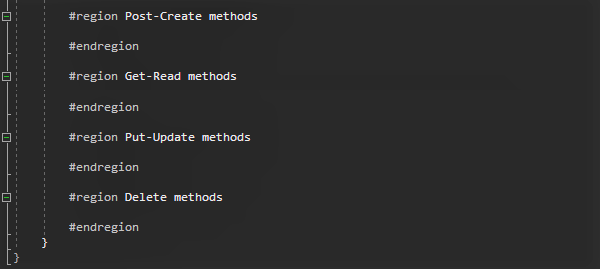 #region Post-Create methods
#endregion
#region Get-Read methods
#endregion
#region Put-Update methods
#endregion
#region Delete methods
#endregion
}
}